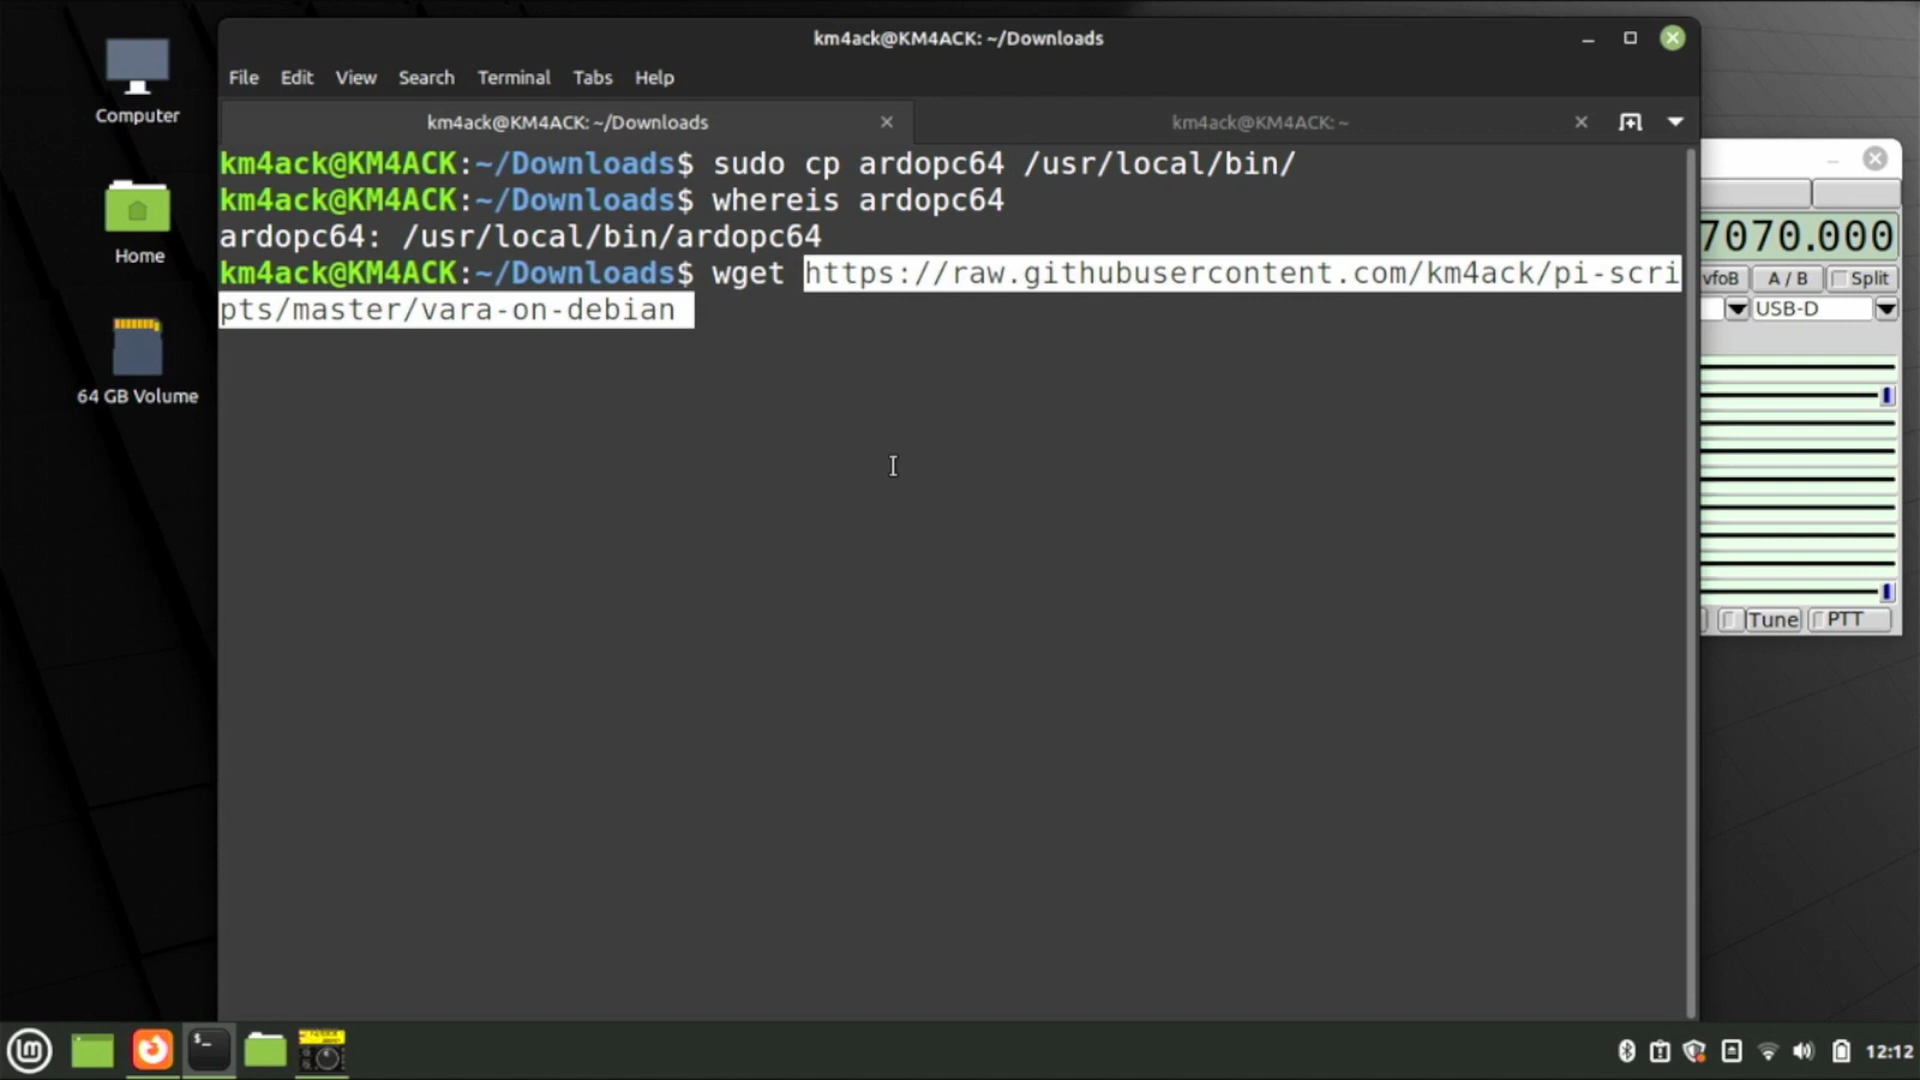 km4ack@KM4ACK: ~/Downloads
File Edit View Search Terminal Tabs Help
km4ack@KM4ACK: ~/Downloads
km4ack@KM4ACK: ~
km4ack@KM4ACK:~/Downloads$ sudo cp ardopc64 /usr/local/bin/
km4ack@KM4ACK:~/Downloads$ whereis ardopc64
ardopc64: /usr/local/bin/ardopc64
km4ack@KM4ACK:~/Downloads$ wget https://raw.githubusercontent.com/km4ack/pi-scri
pts/master/vara-on-debian
Computer
Home
64 GB Volume
7070.000
vfoB A / B Split
USB-D
Tune PTT
$_
12:12